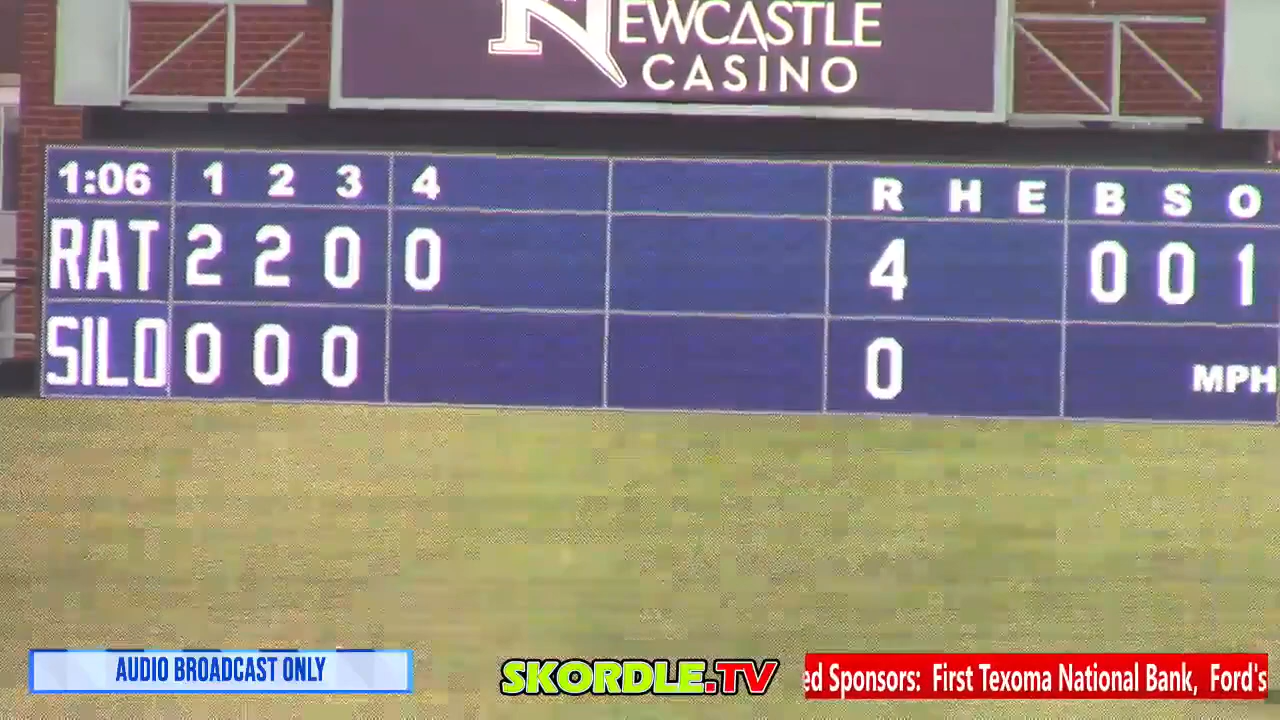 NEWCASTLE
CASINO
1:06 1 2 3 4 R H E B S O
RAT 2 2 0 0 4 0 0 1
SILO 0 0 0 0
MPH
AUDIO BROADCAST ONLY
SKORDLE.TV
ed Sponsors: First Texoma National Bank, Ford's